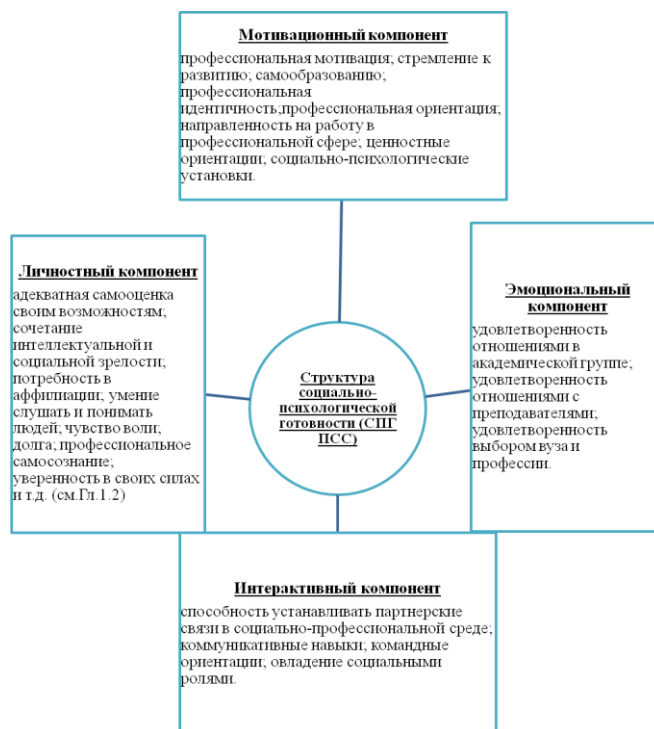 Мотивационный компонент
профессиональная мотивация; стремление к
развитию; самообразованию;
профессиональная
идентичность;профессиональная ориентация;
направленность на работу в
профессиональной сфере; ценностные
ориентации; социально-психологические
установки.
Личностный компонент
адекватная самооценка
своим возможностям;
сочетание
интеллектуальной и
социальной зрелости;
потребность в
аффилиации; умение
слушать и понимать
людей; чувство воли;
долга; профессиональное
самосознание;
уверенность в своих силах
и т.д. (см.Гл.1.2)
Структура
социально-
психологической
готовности (СПГ
ПСС)
Эмоциональный
компонент
удовлетворенность
отношениями в
академической группе;
удовлетворенность
отношениями с
преподавателями;
удовлетворенность
выбором вуза и
профессии.
Интерактивный компонент
способность устанавливать партнерские
связи в социально-профессиональной среде;
коммуникативные навыки; командные
ориентации; овладение социальными
ролями.